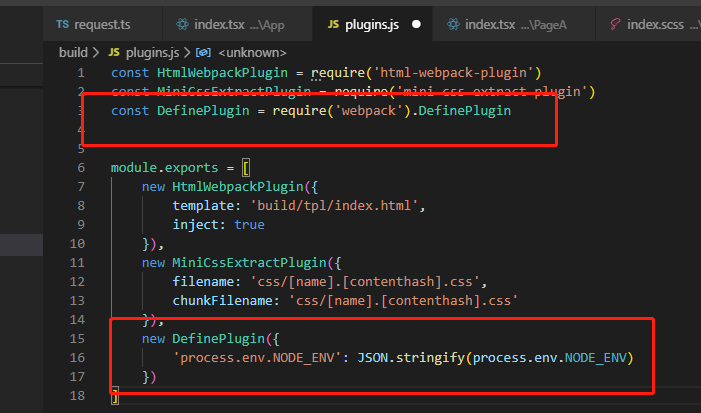 TS request.ts index.tsx ...\App JS plugins.js index.tsx ...\PageA index.scss ...
build > JS plugins.js > <unknown>
1 const HtmlWebpackPlugin = require('html-webpack-plugin')
2 const MiniCssExtractPlugin = require('mini-css-extract-plugin')
3 const DefinePlugin = require('webpack').DefinePlugin
4
5
6 module.exports = [
7 new HtmlWebpackPlugin({
8 template: 'build/tpl/index.html',
9 inject: true
10 }),
11 new MiniCssExtractPlugin({
12 filename: 'css/[name].[contenthash].css',
13 chunkFilename: 'css/[name].[contenthash].css'
14 }),
15 new DefinePlugin({
16 'process.env.NODE_ENV': JSON.stringify(process.env.NODE_ENV)
17 })
18 ]